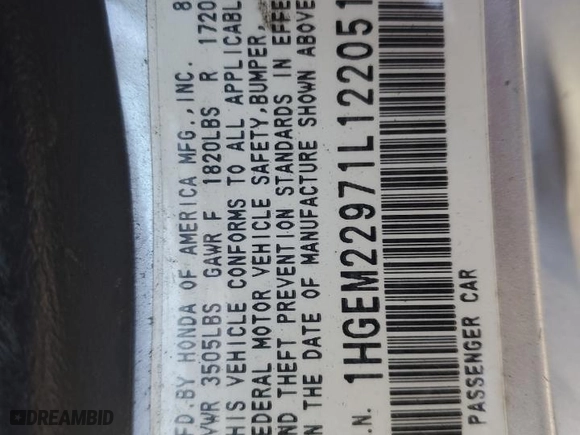 FD.BY HONDA OF AMERICA MFG.,INC. 8
VWR 3505LBS GAWR F 1820LBS R 1720
HIS VEHICLE CONFORMS TO ALL APPLICABL
EDERAL MOTOR VEHICLE SAFETY,BUMPER,
ND THEFT PREVENTION STANDARDS IN EFFE
N THE DATE OF MANUFACTURE SHOWN ABOVE
.N. 1HGEM22971L122051
PASSENGER CAR
DREAMBID